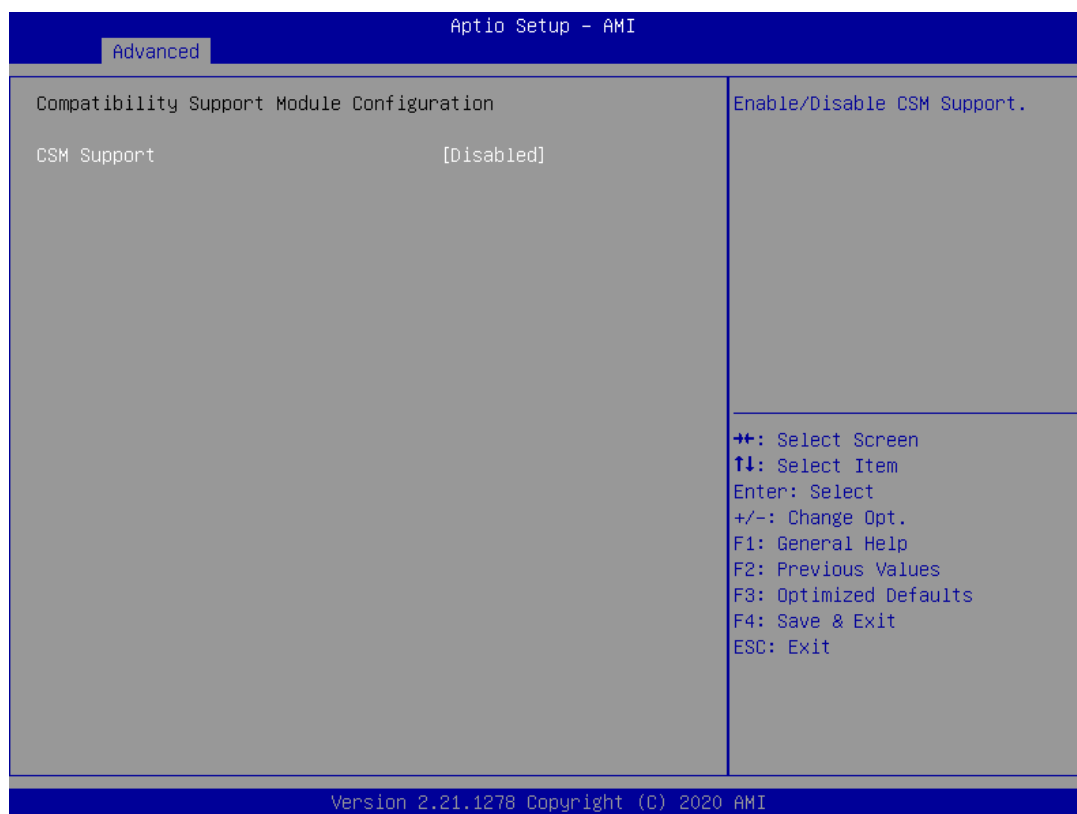 Aptio Setup – AMI
Advanced
Compatibility Support Module Configuration
CSM Support [Disabled]
Enable/Disable CSM Support.
→←: Select Screen
↑↓: Select Item
Enter: Select
+/-: Change Opt.
F1: General Help
F2: Previous Values
F3: Optimized Defaults
F4: Save & Exit
ESC: Exit
Version 2.21.1278 Copyright (C) 2020 AMI